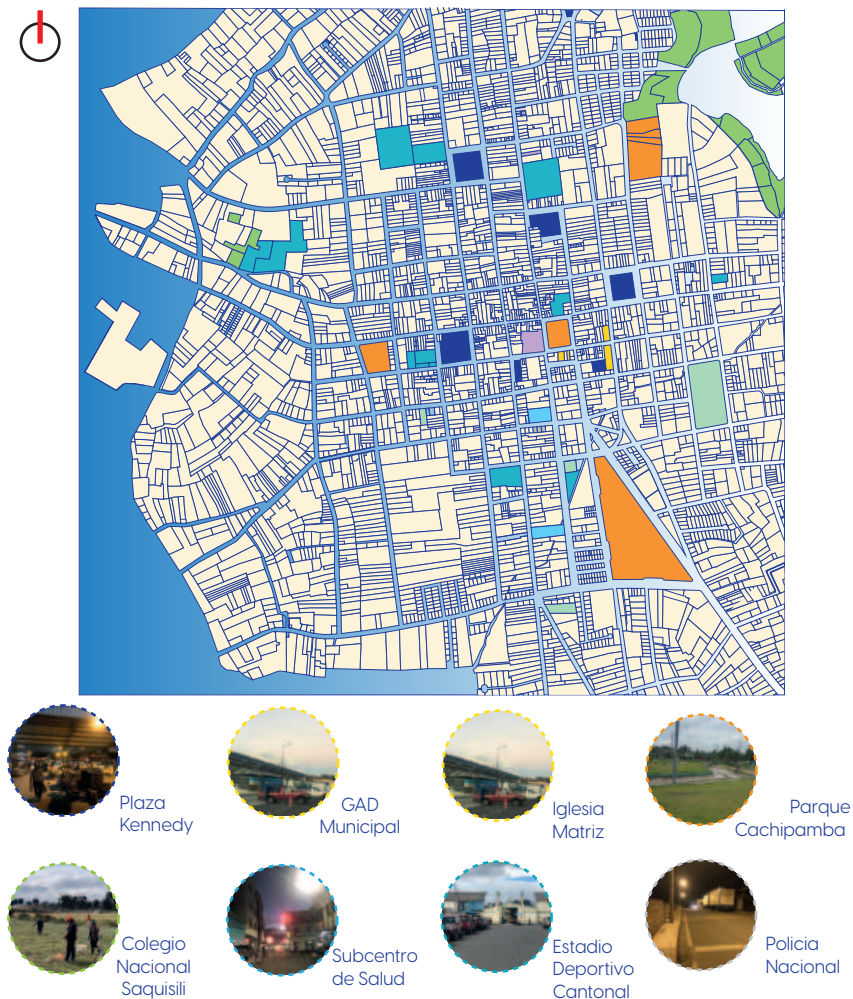 Plaza
Kennedy
GAD
Municipal
Iglesia
Matriz
Parque
Cachipamba
Colegio
Nacional
Saquisili
Subcentro
de Salud
Estadio
Deportivo
Cantonal
Policia
Nacional